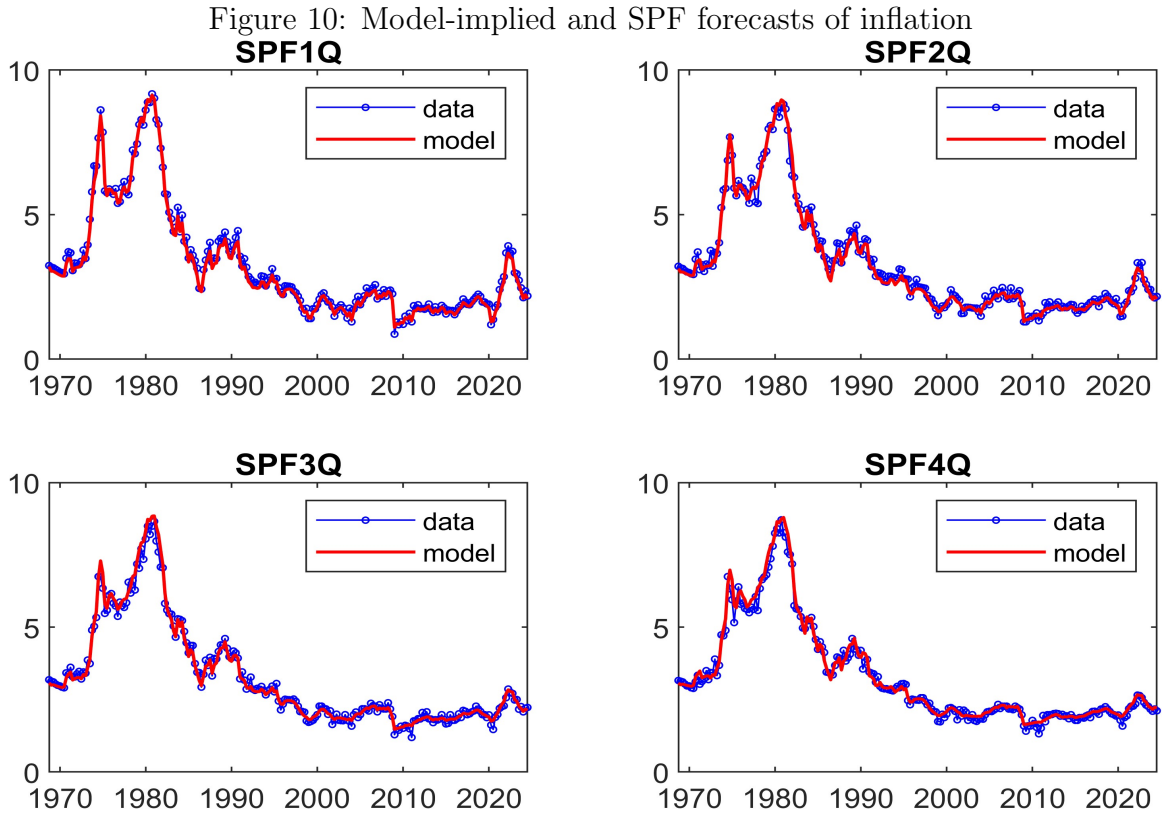 Figure 10: Model-implied and SPF forecasts of inflation
SPF1Q
10
5
0
1970 1980 1990 2000 2010 2020
data
model
SPF2Q
10
5
0
1970 1980 1990 2000 2010 2020
data
model
SPF3Q
10
5
0
1970 1980 1990 2000 2010 2020
data
model
SPF4Q
10
5
0
1970 1980 1990 2000 2010 2020
data
model